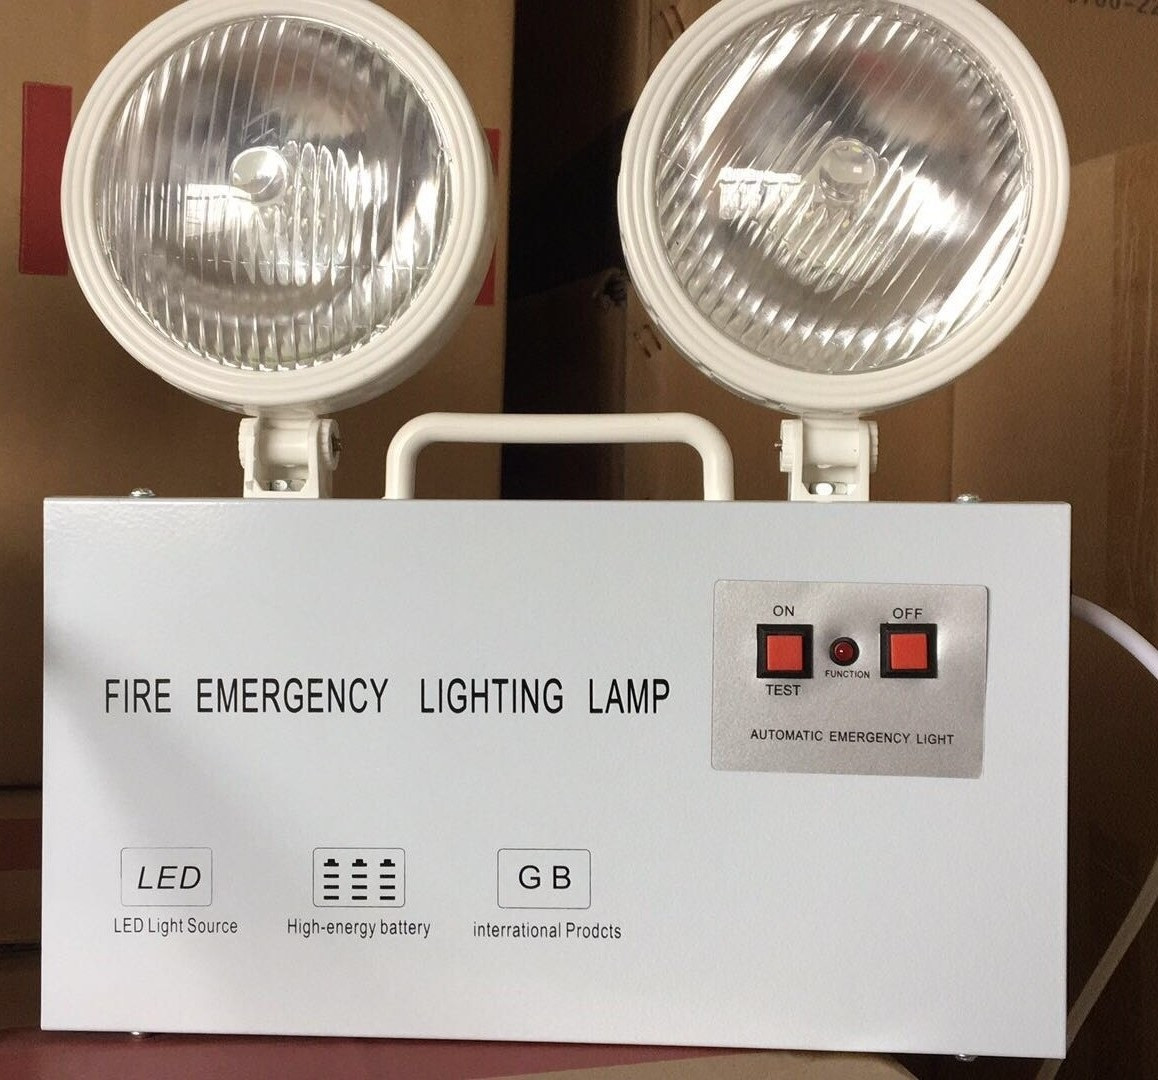 ON
OFF
FUNCTION
TEST
AUTOMATIC EMERGENCY LIGHT
FIRE EMERGENCY LIGHTING LAMP
LED
GB
LED Light Source
High-energy battery
interrational Prodcts